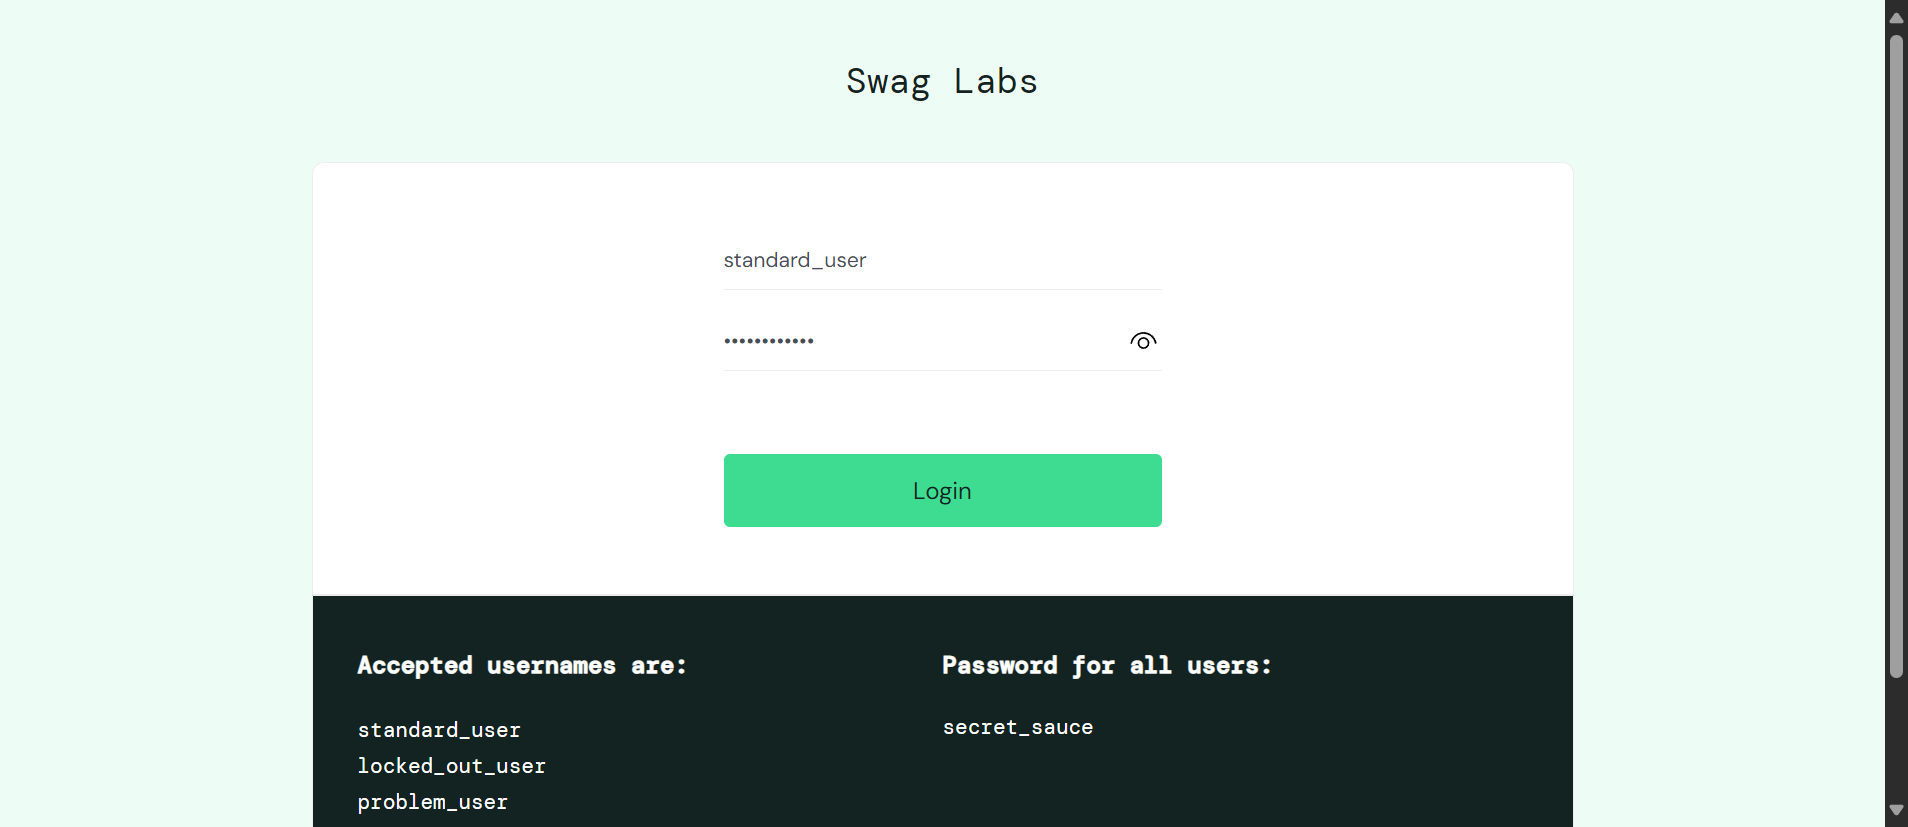 Swag Labs
standard_user
••••••••••••
Login
Accepted usernames are:
standard_user
locked_out_user
problem_user
Password for all users:
secret_sauce